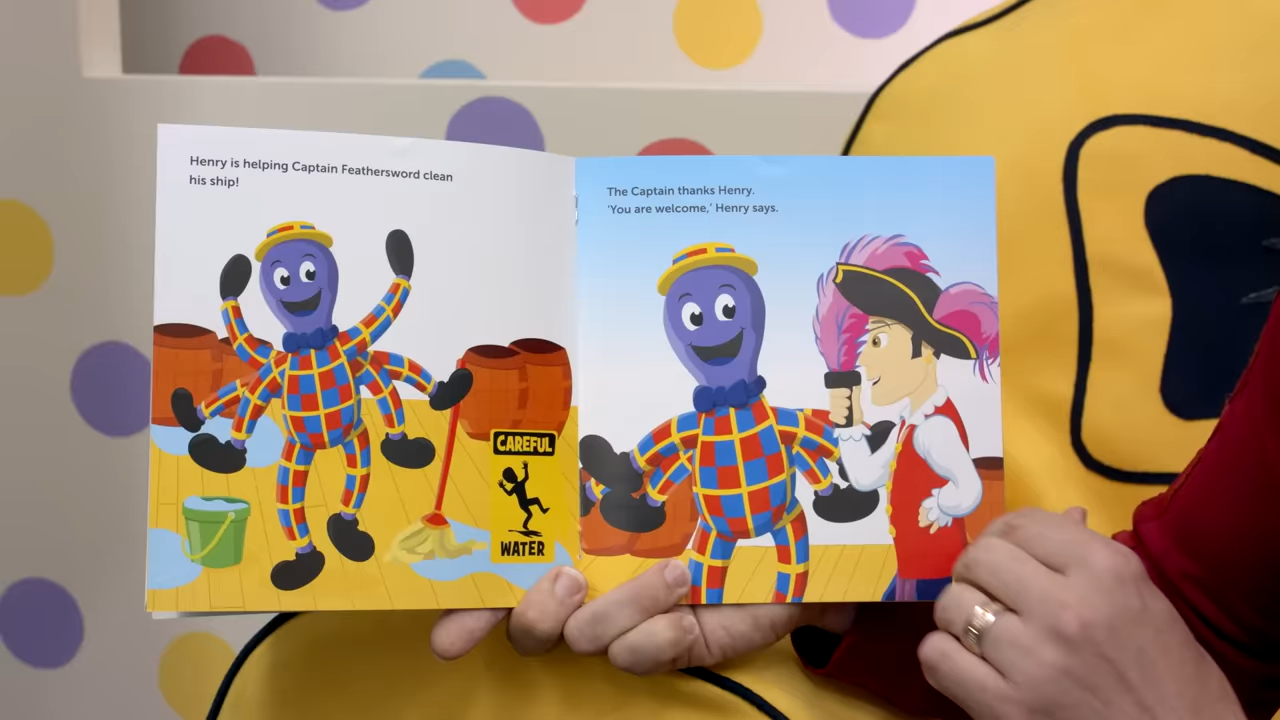 Henry is helping Captain Feathersword clean
his ship!
CAREFUL
WATER
The Captain thanks Henry.
‘You are welcome,’ Henry says.